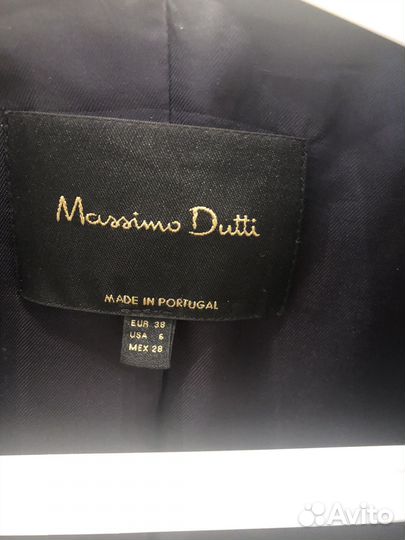 Massimo Dutti
MADE IN PORTUGAL
EUR 38
USA 6
MEX 28
Avito